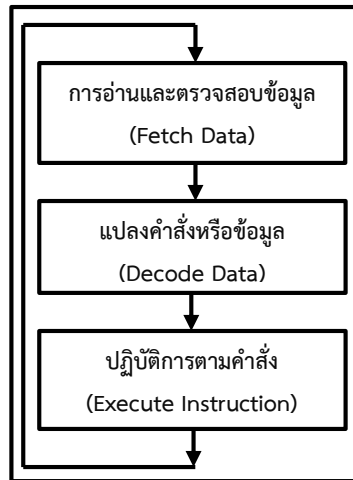 การอ่านและตรวจสอบข้อมูล
(Fetch Data)
แปลงคำสั่งหรือข้อมูล
(Decode Data)
ปฏิบัติการตามคำสั่ง
(Execute Instruction)